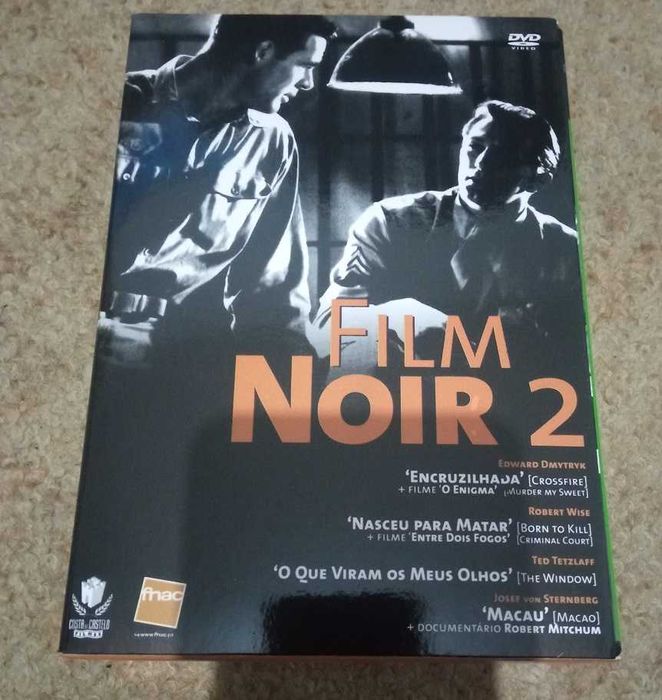 DVD
VIDEO
FILM
NOIR 2
EDWARD DMYTRYK
'ENCRUZILHADA' [CROSSFIRE]
+ FILME 'O ENIGMA' [MURDER MY SWEET]
ROBERT WISE
'NASCEU PARA MATAR' [BORN TO KILL]
+ FILME 'ENTRE DOIS FOGOS' [CRIMINAL COURT]
TED TETZLAFF
'O QUE VIRAM OS MEUS OLHOS' [THE WINDOW]
JOSEF VON STERNBERG
'MACAU' [MACAO]
+ DOCUMENTÁRIO ROBERT MITCHUM
COSTA DO CASTELO
FILMES
fnac
www.fnac.pt